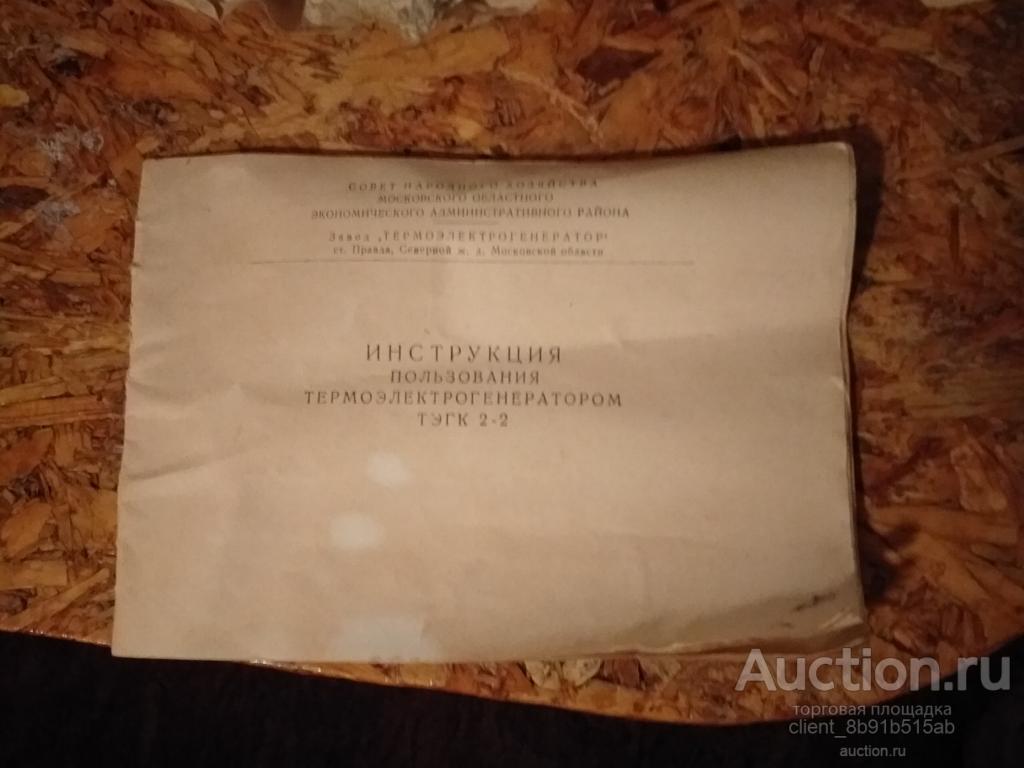 СОВЕТ НАРОДНОГО ХОЗЯЙСТВА
МОСКОВСКОГО ОБЛАСТНОГО
ЭКОНОМИЧЕСКОГО АДМИНИСТРАТИВНОГО РАЙОНА
Завод „ТЕРМОЭЛЕКТРОГЕНЕРАТОР"
ст. Правда, Северной ж. д. Московской области
ИНСТРУКЦИЯ
ПОЛЬЗОВАНИЯ
ТЕРМОЭЛЕКТРОГЕНЕРАТОРОМ
ТЭГК 2-2
Auction.ru
торговая площадка
client_8b91b515ab
auction.ru